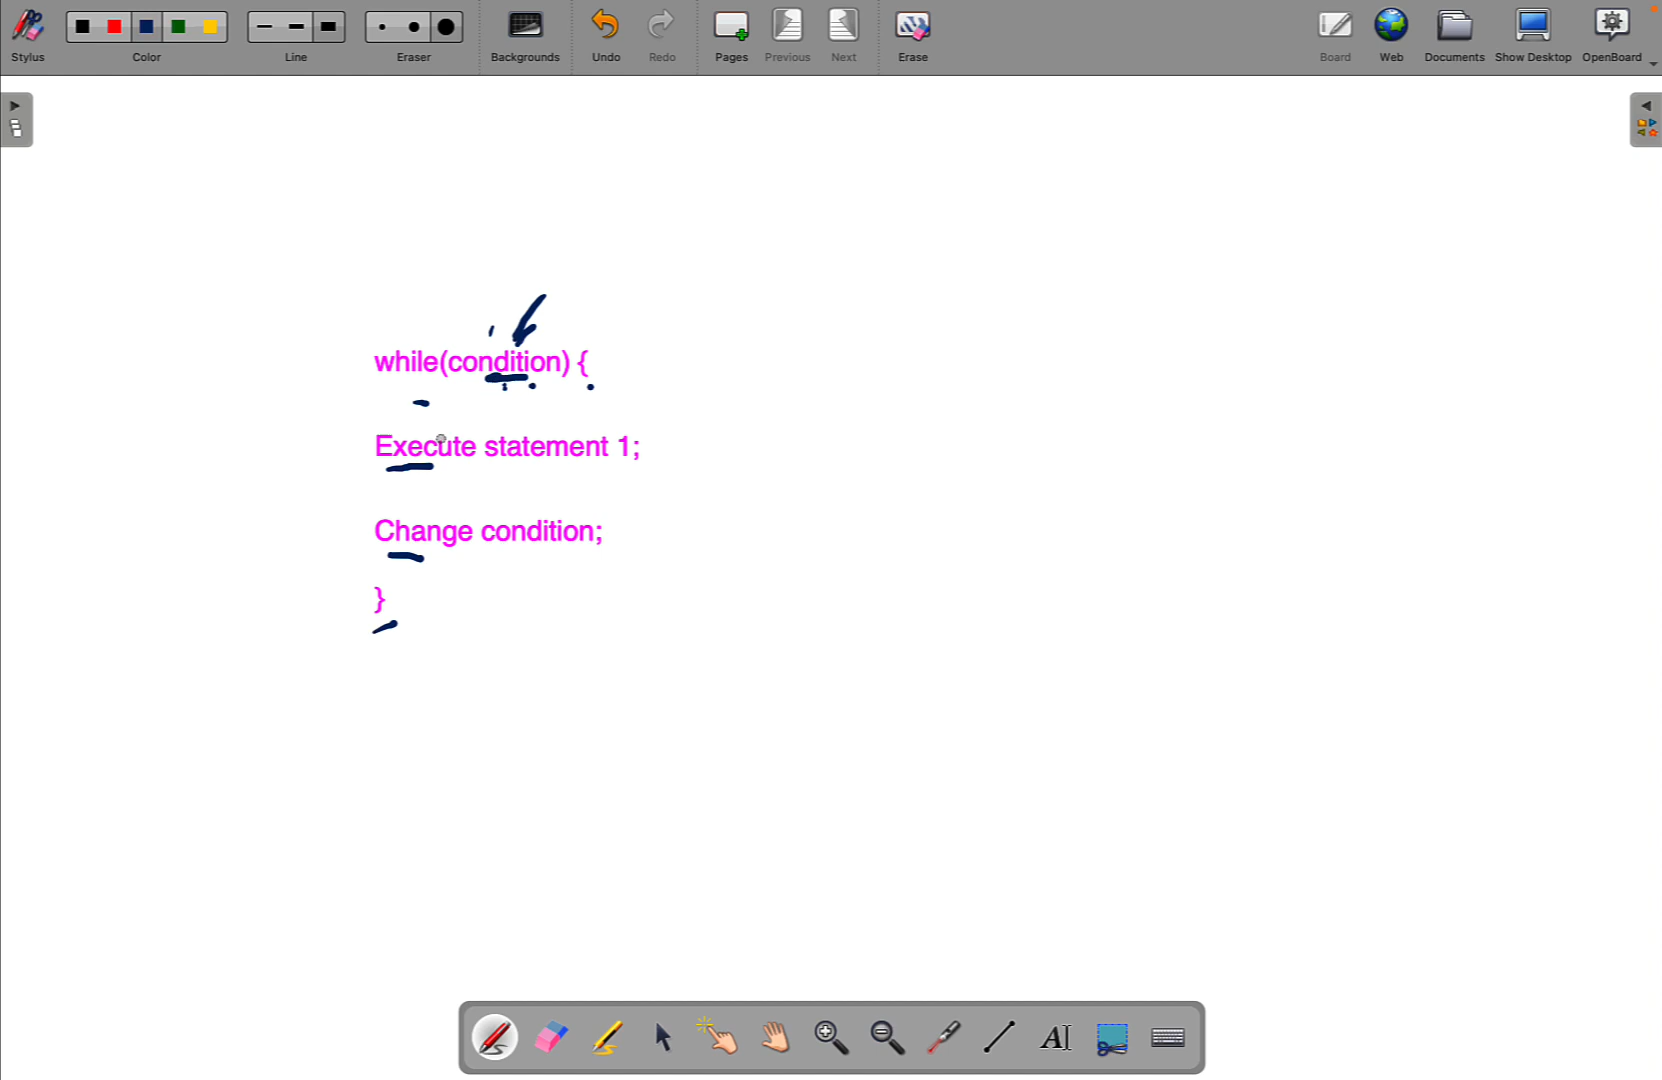 Stylus Color Line Eraser Backgrounds Undo Redo Pages Previous Next Erase Board Web Documents Show Desktop OpenBoard
while(condition) {
Execute statement 1;
Change condition;
}